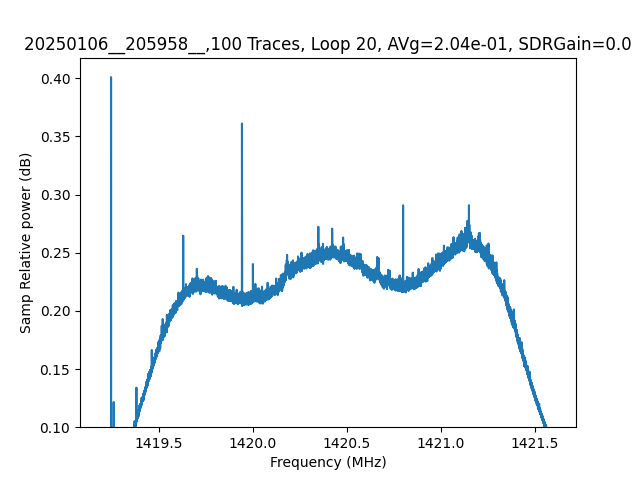 20250106__205958__,100 Traces, Loop 20, AVg=2.04e-01, SDRGain=0.0
0.40
0.35
0.30
0.25
0.20
0.15
0.10
Samp Relative power (dB)
1419.5 1420.0 1420.5 1421.0 1421.5
Frequency (MHz)